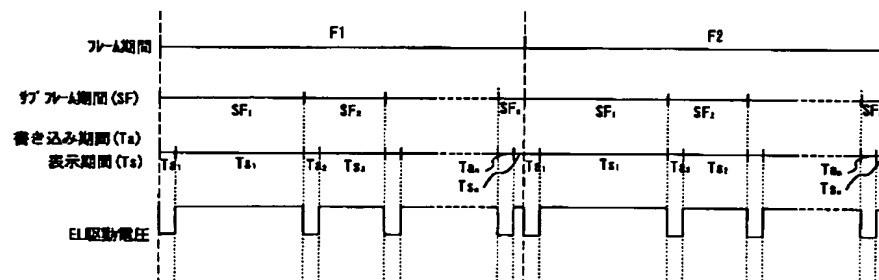 F1 F2
フレーム期間
サブフレーム期間(SF)
SF₁ SF₂ SFₙ SF₁ SF₂ SF
書き込み期間(Ta)
表示期間(Ts)
Ta₁ Ts₁ Ta₂ Ts₂ Taₙ Ta₁ Ts₁ Ta₂ Ts₂ Taₙ
Tsₙ Tsₙ
EL駆動電圧